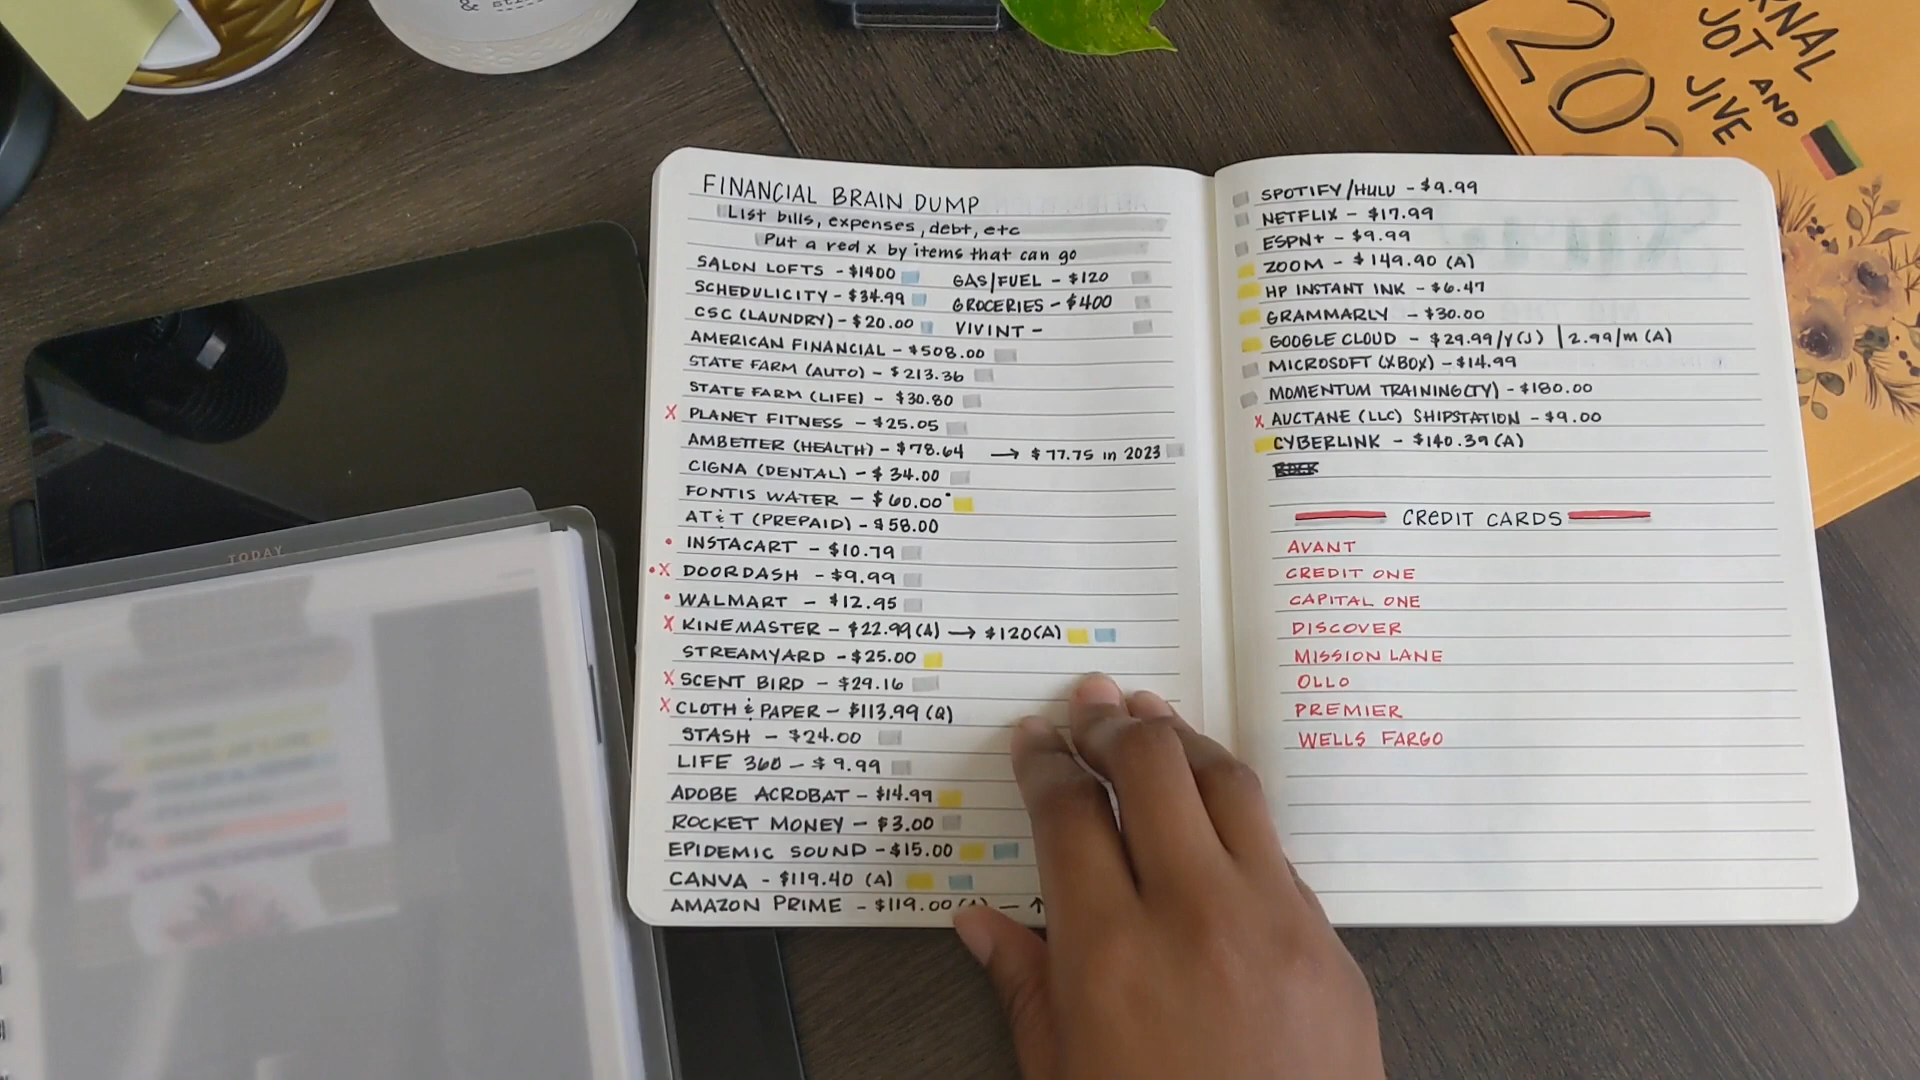 FINANCIAL BRAIN DUMP
List bills, expenses, debt, etc
Put a red x by items that can go
SALON LOFTS - $1400
SCHEDULICITY - $34.99
CSC (LAUNDRY) - $20.00
GAS/FUEL - $120
GROCERIES - $400
VIVINT -
AMERICAN FINANCIAL - $508.00
STATE FARM (AUTO) - $213.36
STATE FARM (LIFE) - $30.80
X PLANET FITNESS - $25.05
AMBETTER (HEALTH) - $78.64 → $77.75 in 2023
CIGNA (DENTAL) - $34.00
FONTIS WATER - $60.00
AT&T (PREPAID) - $58.00
• INSTACART - $10.79
• X DOORDASH - $9.99
• WALMART - $12.95
X KINEMASTER - $22.99 (A) → $120 (A)
STREAMYARD - $25.00
X SCENT BIRD - $29.16
X CLOTH & PAPER - $113.99 (Q)
STASH - $24.00
LIFE 360 - $9.99
ADOBE ACROBAT - $14.99
ROCKET MONEY - $3.00
EPIDEMIC SOUND - $15.00
CANVA - $119.40 (A)
AMAZON PRIME - $119.00 (A) — ↑
SPOTIFY/HULU - $9.99
NETFLIX - $17.99
ESPN+ - $9.99
ZOOM - $149.90 (A)
HP INSTANT INK - $6.47
GRAMMARLY - $30.00
GOOGLE CLOUD - $29.99/Y (J) | 2.99/m (A)
MICROSOFT (XBOX) - $14.99
MOMENTUM TRAINING (TY) - $180.00
X AUCTANE (LLC) SHIPSTATION - $9.00
CYBERLINK - $140.39 (A)
CREDIT CARDS
AVANT
CREDIT ONE
CAPITAL ONE
DISCOVER
MISSION LANE
OLLO
PREMIER
WELLS FARGO
TODAY
JOT AND
JIVE